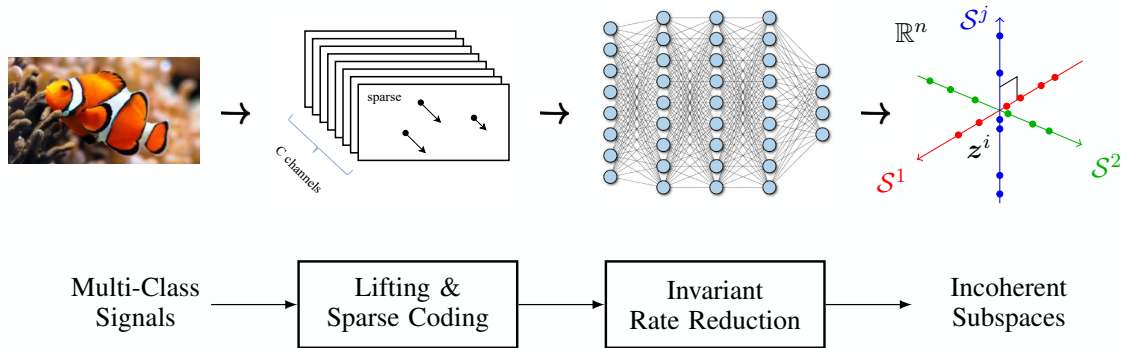 sparse
C channels
ℝⁿ
𝒮ʲ
𝒛ⁱ
𝒮¹
𝒮²
Multi-Class
Signals
Lifting &
Sparse Coding
Invariant
Rate Reduction
Incoherent
Subspaces